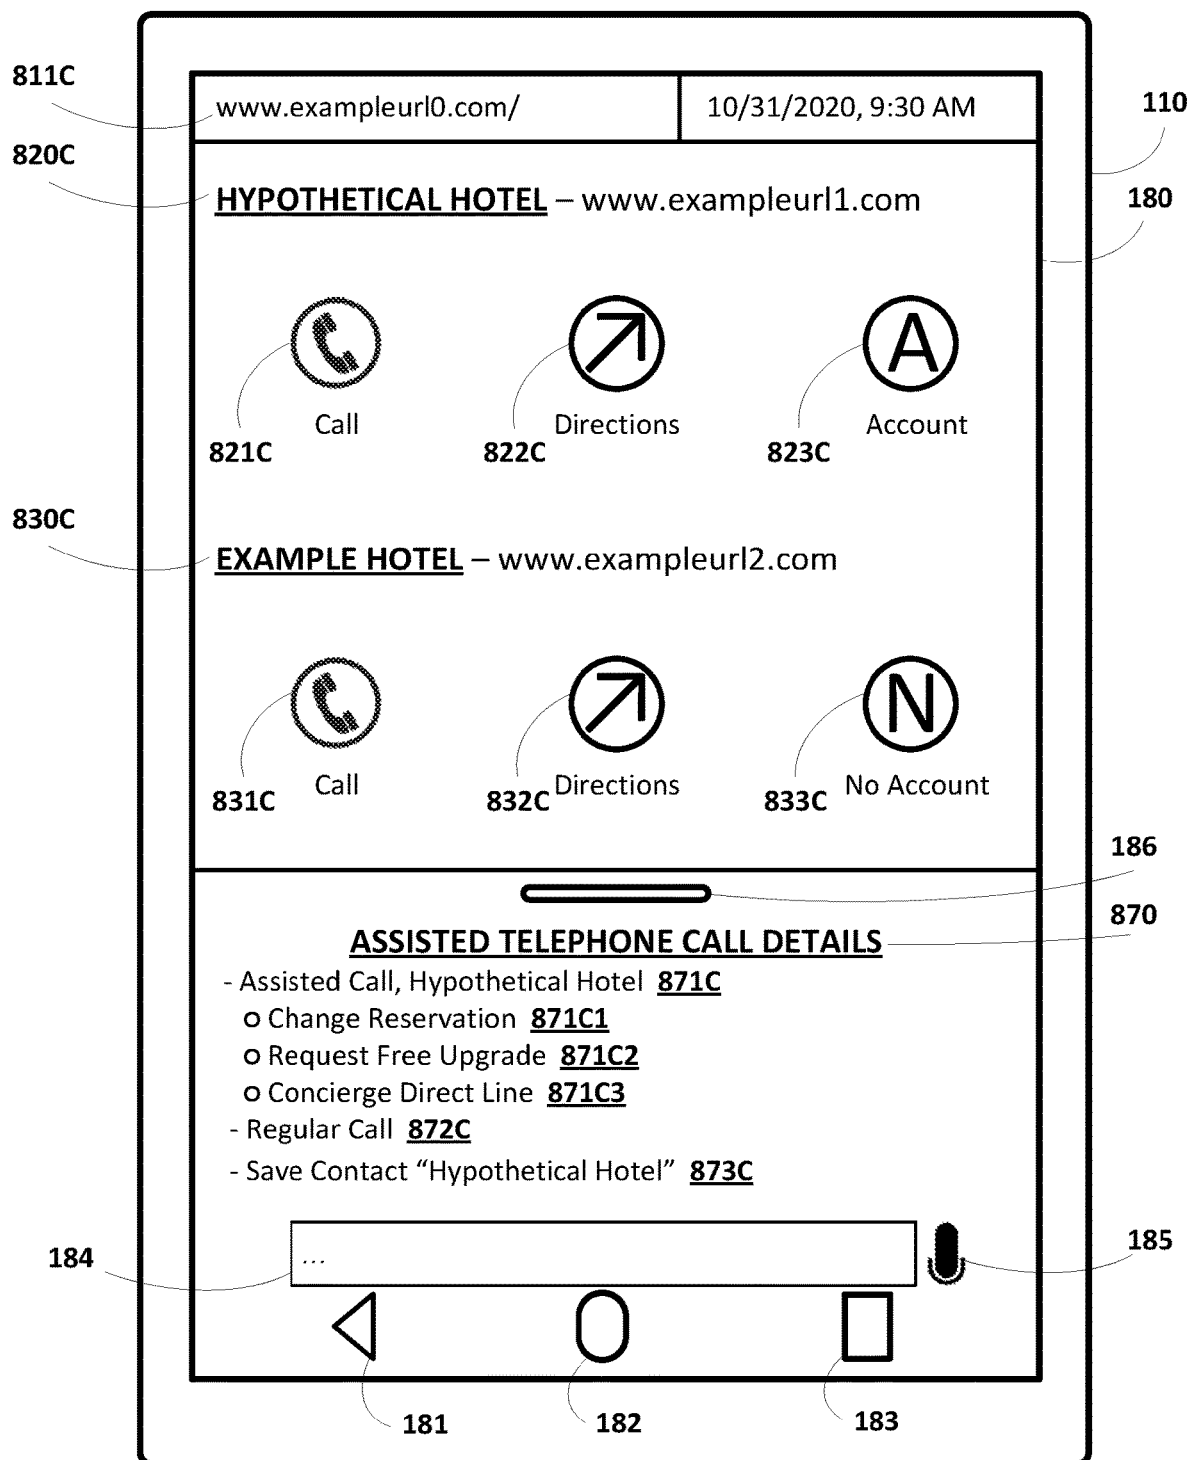 811C
www.exampleurl0.com/
10/31/2020, 9:30 AM
110
820C
HYPOTHETICAL HOTEL – www.exampleurl1.com
180
A
Call
Directions
Account
821C
822C
823C
830C
EXAMPLE HOTEL – www.exampleurl2.com
N
Call
Directions
No Account
831C
832C
833C
186
870
ASSISTED TELEPHONE CALL DETAILS
- Assisted Call, Hypothetical Hotel 871C
o Change Reservation 871C1
o Request Free Upgrade 871C2
o Concierge Direct Line 871C3
- Regular Call 872C
- Save Contact “Hypothetical Hotel” 873C
184
...
185
181
182
183